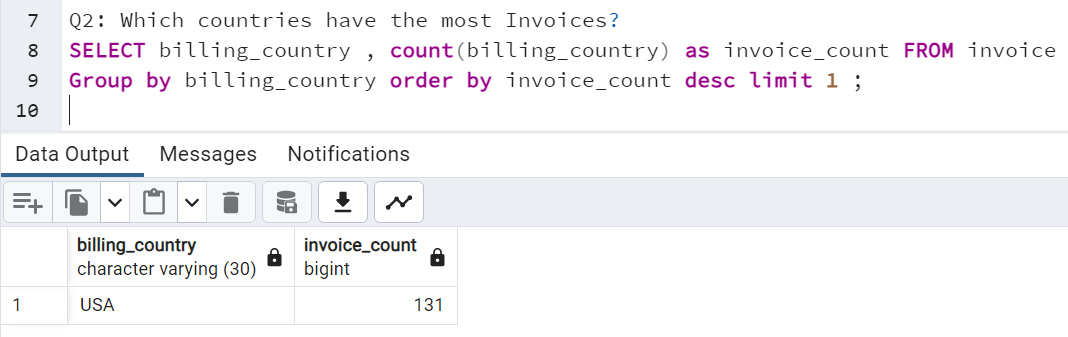 7 Q2: Which countries have the most Invoices?
8 SELECT billing_country , count(billing_country) as invoice_count FROM invoice
9 Group by billing_country order by invoice_count desc limit 1 ;
10
Data Output Messages Notifications
billing_country invoice_count
character varying (30) bigint
1 USA 131